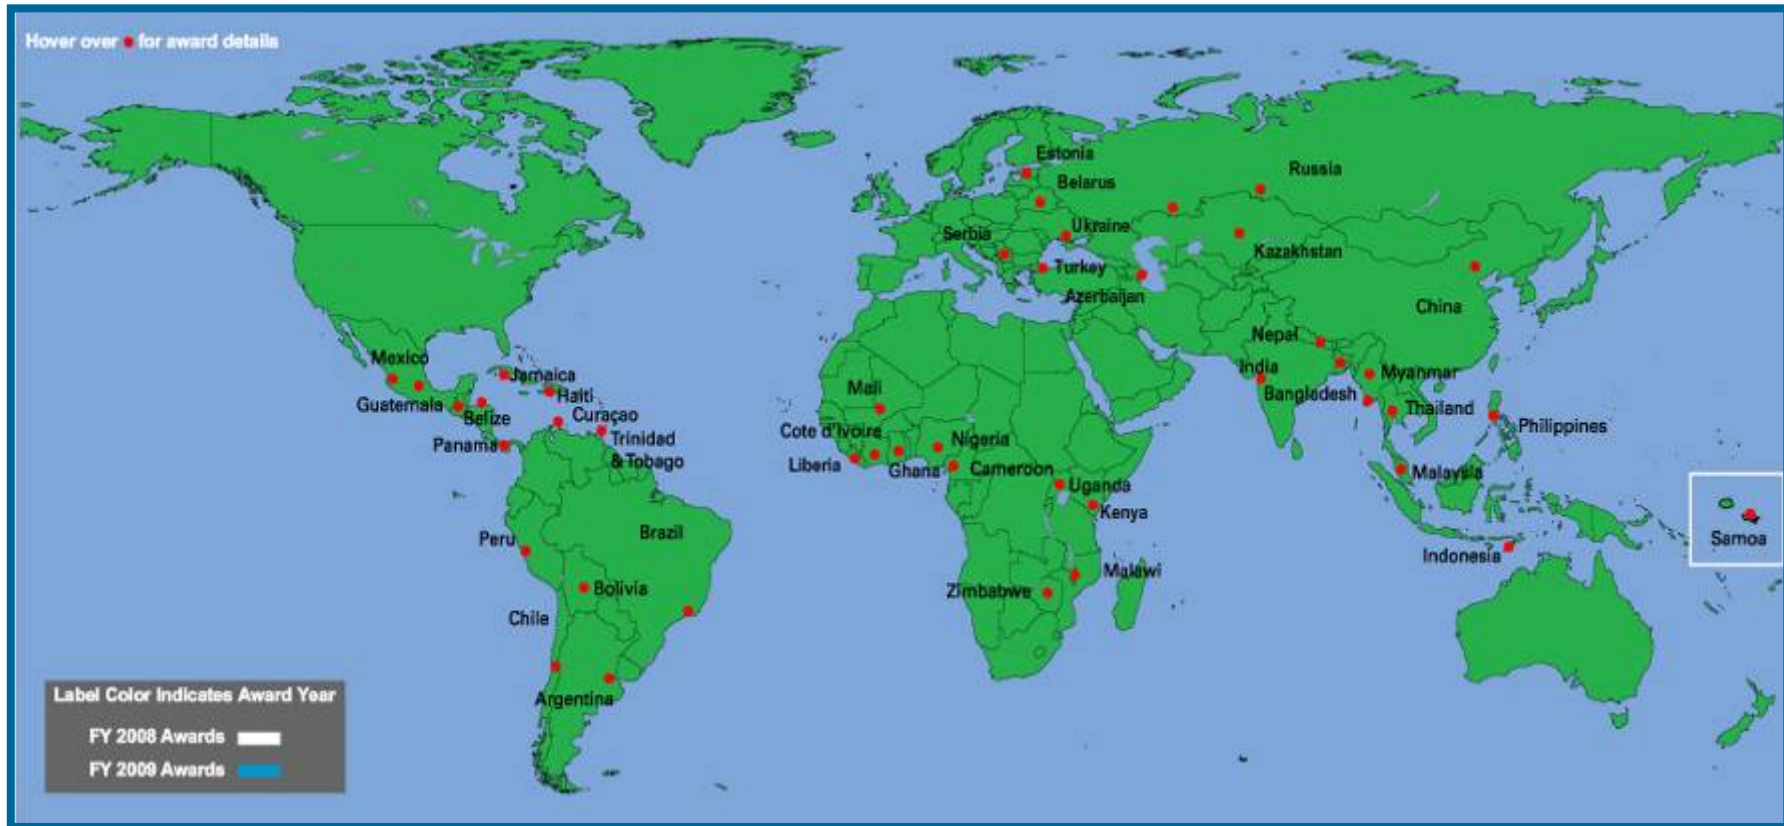 Hover over ● for award details
Estonia
Russia
Belarus
Ukraine
Serbia
Kazakhstan
Turkey
Azerbaijan
China
Nepal
Mexico
India
Jamaica
Myanmar
Mali
Haiti
Bangladesh
Guatemala
Thailand
Curaçao
Belize
Philippines
Cote d'Ivoire
Trinidad
& Tobago
Panama
Nigeria
Liberia
Ghana
Cameroon
Malaysia
Uganda
Kenya
Brazil
Peru
Samoa
Indonesia
Malawi
Bolivia
Zimbabwe
Chile
Argentina
Label Color Indicates Award Year
FY 2008 Awards
FY 2009 Awards